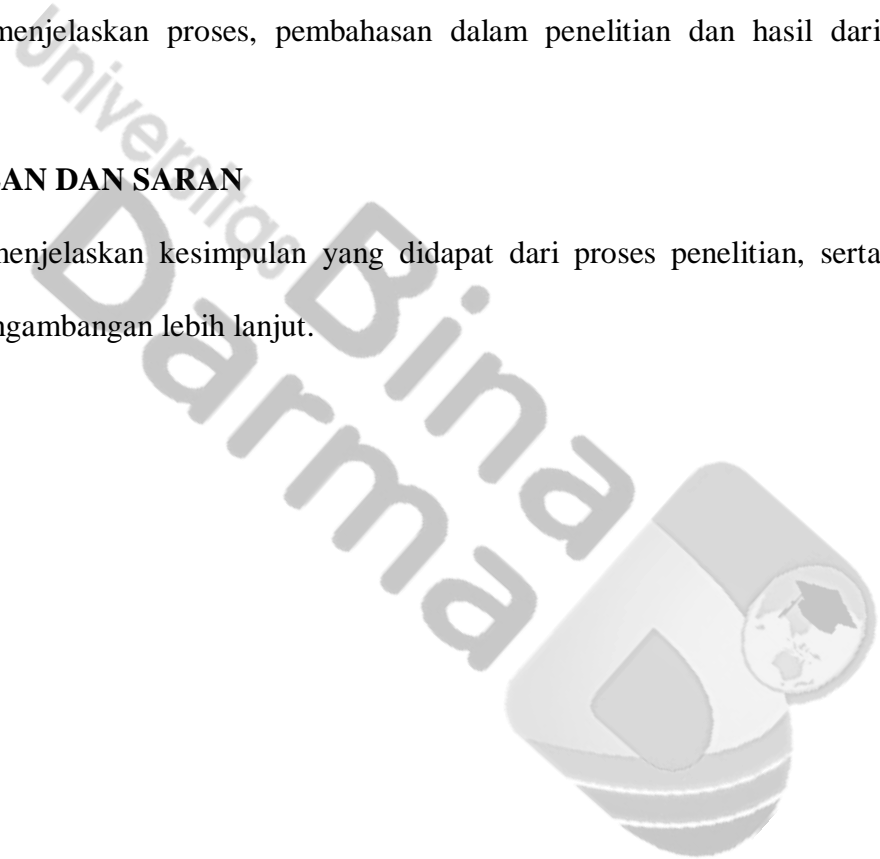 menjelaskan proses, pembahasan dalam penelitian dan hasil dari
AN DAN SARAN
menjelaskan kesimpulan yang didapat dari proses penelitian, serta
ngambangan lebih lanjut.
Universitas
Bina
Darma